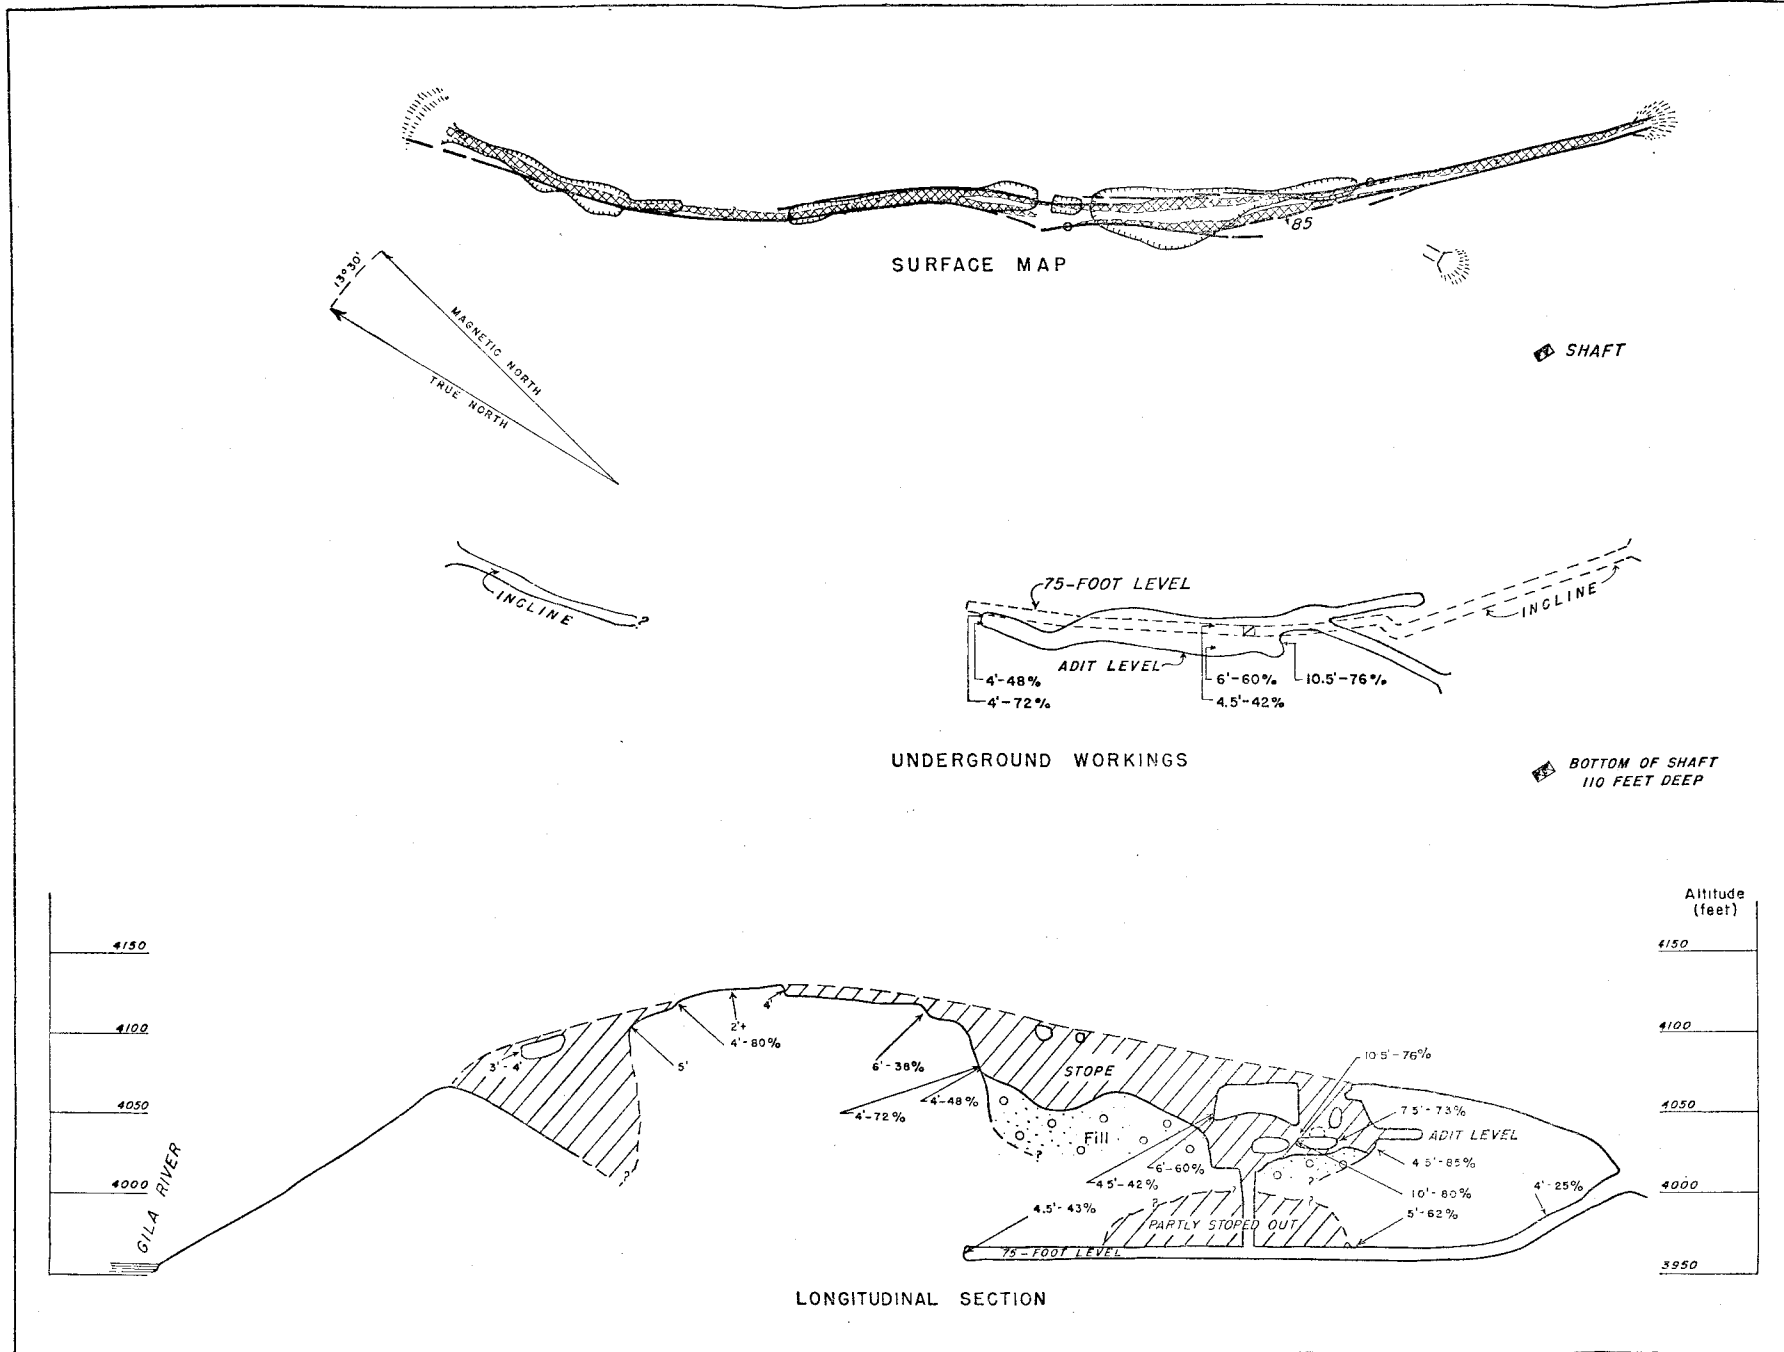 85
SURFACE MAP
13°30'
MAGNETIC NORTH
TRUE NORTH
SHAFT
INCLINE
?
75-FOOT LEVEL
INCLINE
ADIT LEVEL
4'-48%
4'-72%
6'-60%
4.5'-42%
10.5'-76%
UNDERGROUND WORKINGS
BOTTOM OF SHAFT
110 FEET DEEP
Altitude
(feet)
4150
4150
4100
4100
4050
4050
4000
4000
3950
GILA RIVER
3'-4'
?
5'
4'-80%
2'+
4'
6'-38%
4'-72%
4'-48%
STOPE
Fill
?
10.5'-76%
7.5'-73%
ADIT LEVEL
4.5'-85%
10'-80%
5'-62%
4'-25%
6'-60%
4.5'-42%
4.5'-43%
?
?
?
?
PARTLY STOPED OUT
75-FOOT LEVEL
LONGITUDINAL SECTION